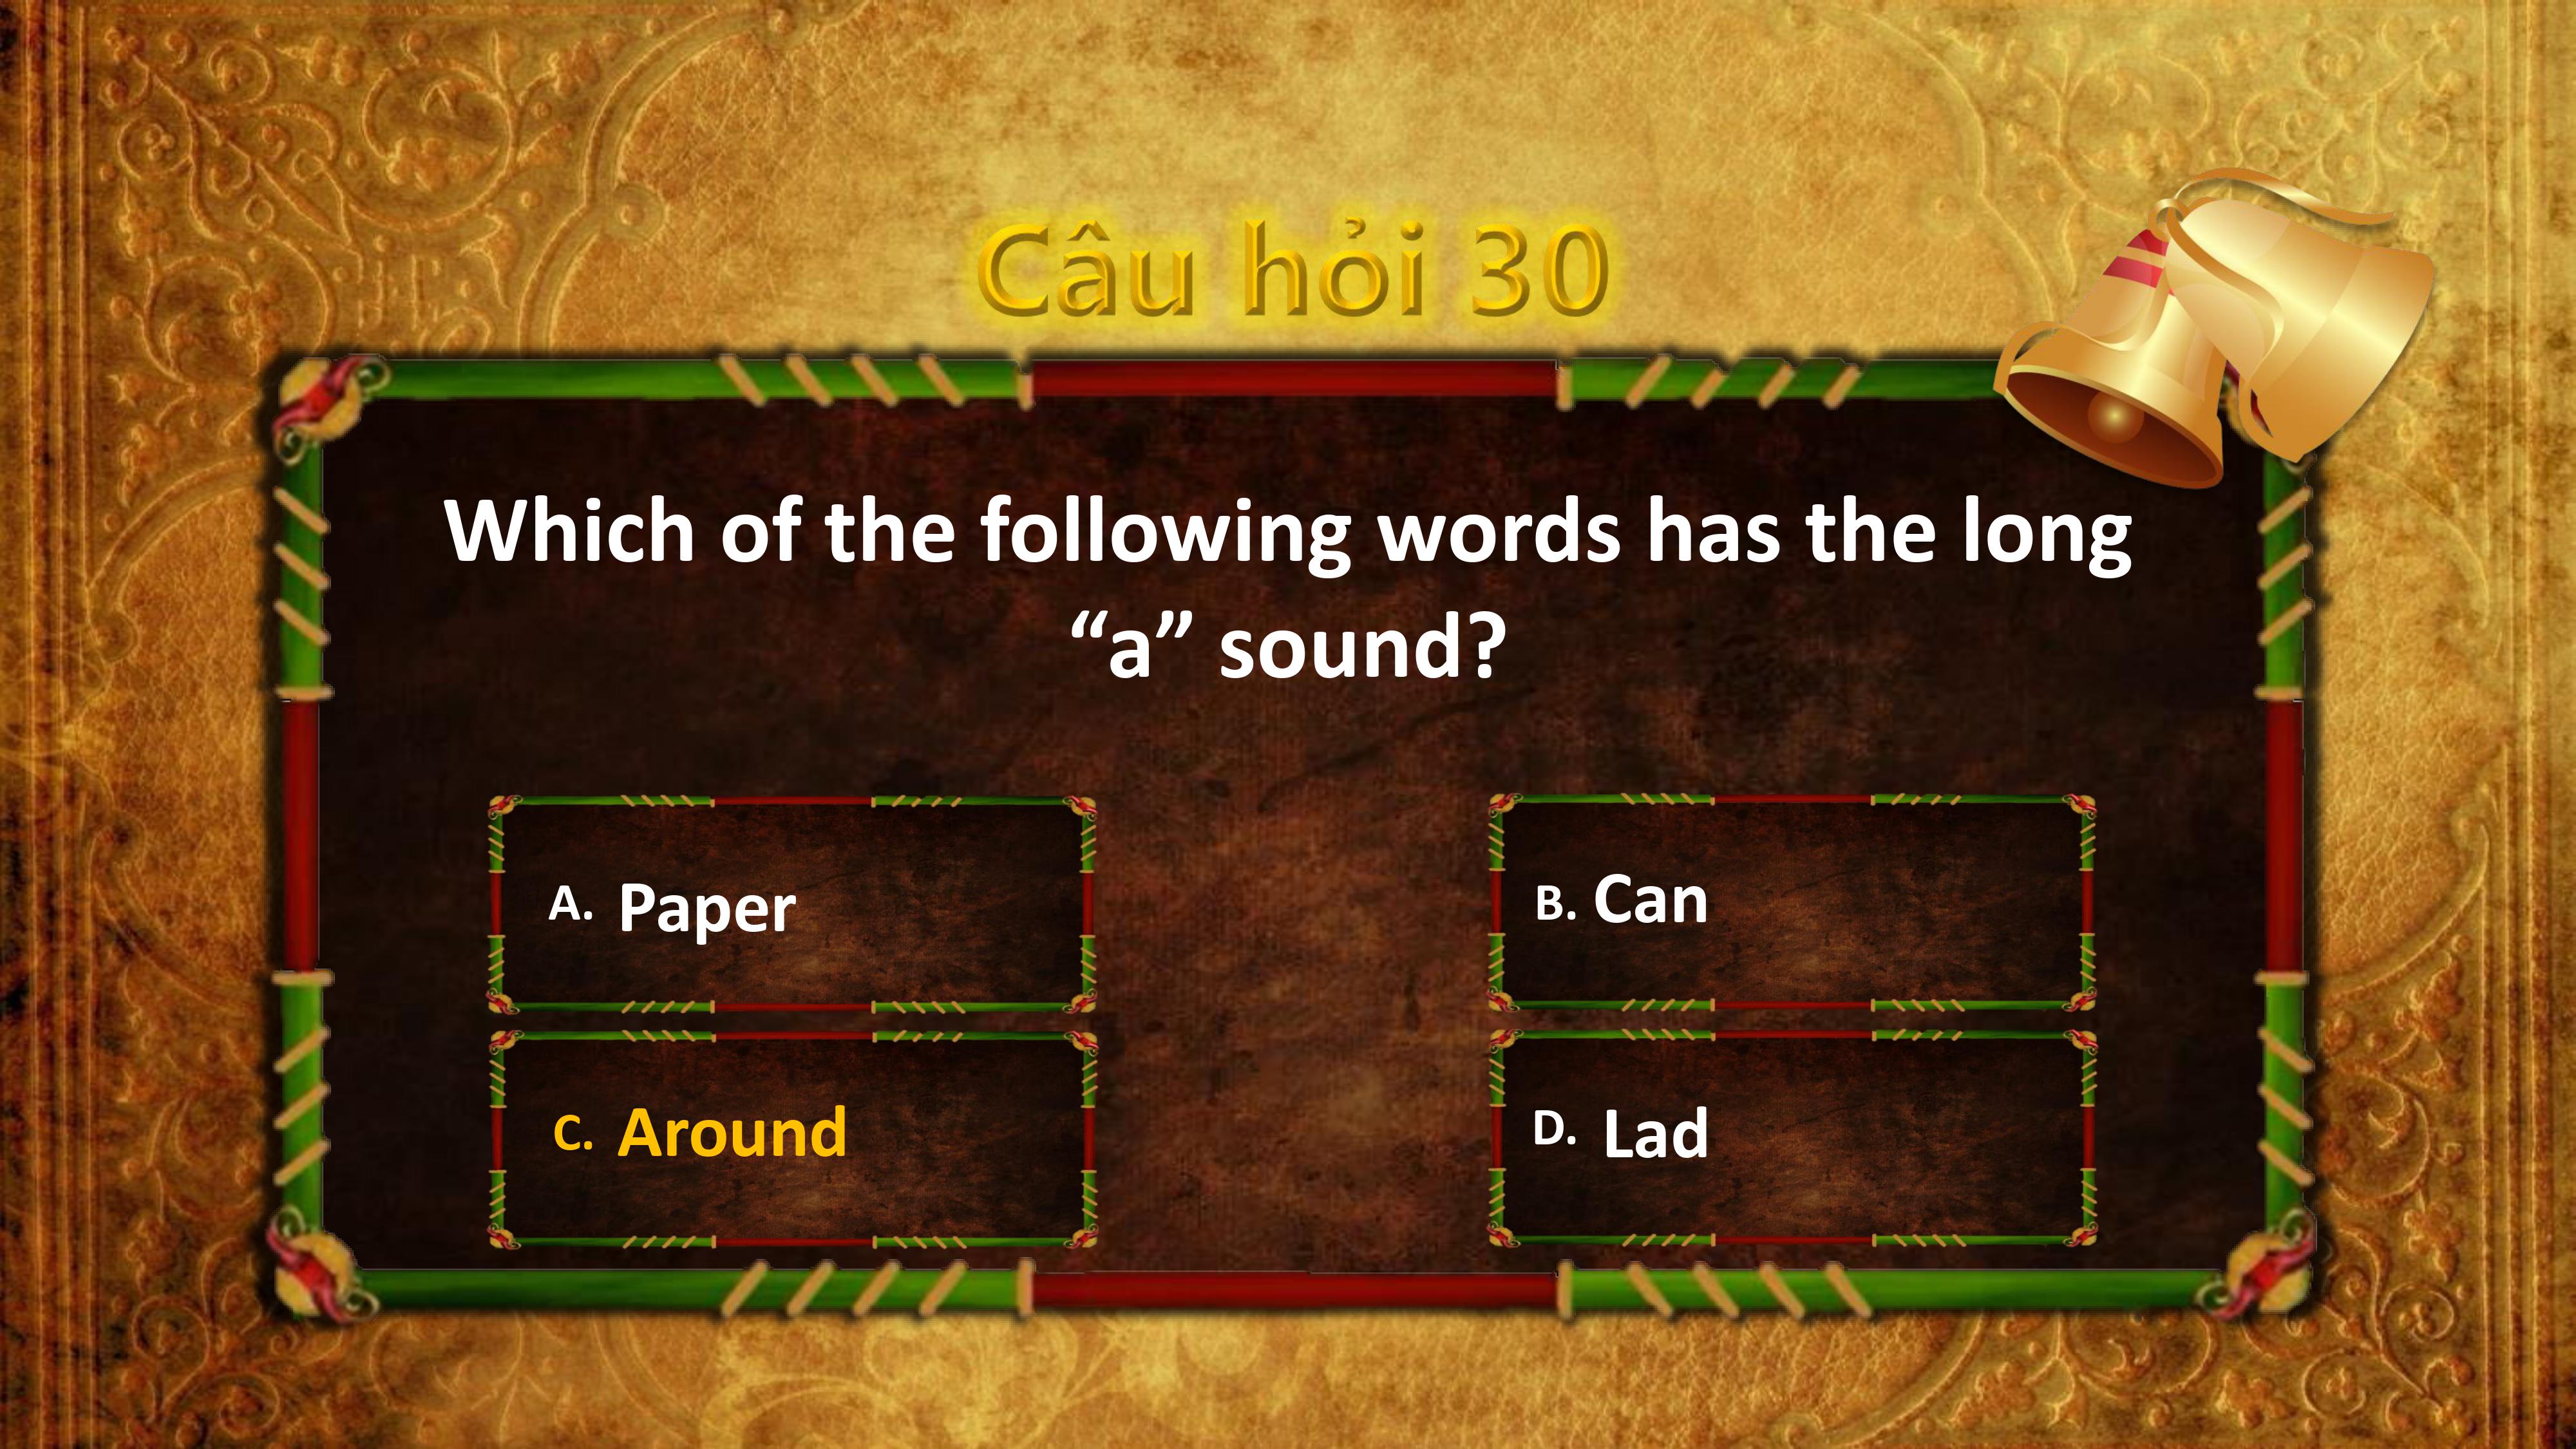 Câu hỏi 30
Which of the following words has the long
“a” sound?
A. Paper
B. Can
C. Around
D. Lad